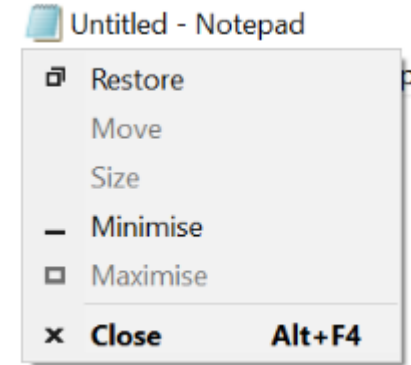 Untitled - Notepad
Restore
Move
Size
Minimise
Maximise
Close Alt+F4